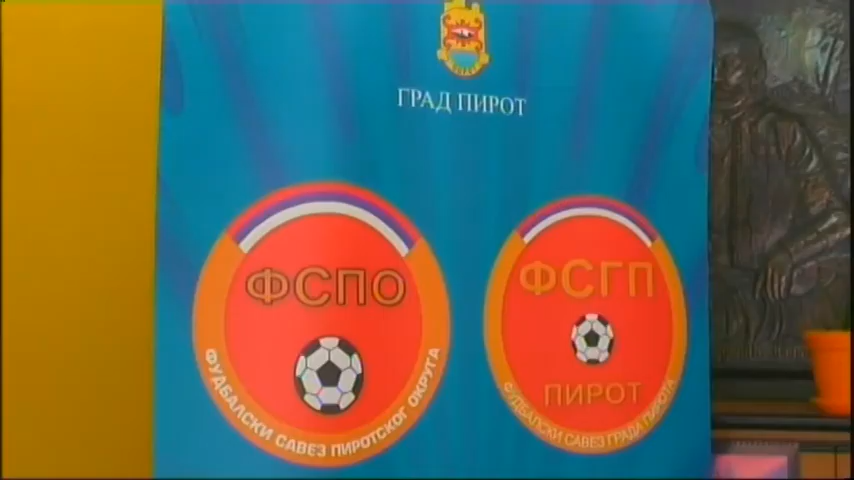 ГРАД ПИРОТ
ФСПО
ФУДБАЛСКИ САВЕЗ ПИРОТСКОГ ОКРУГА
ФСГП
ПИРОТ
ФУДБАЛСКИ САВЕЗ ГРАДА ПИРОТА